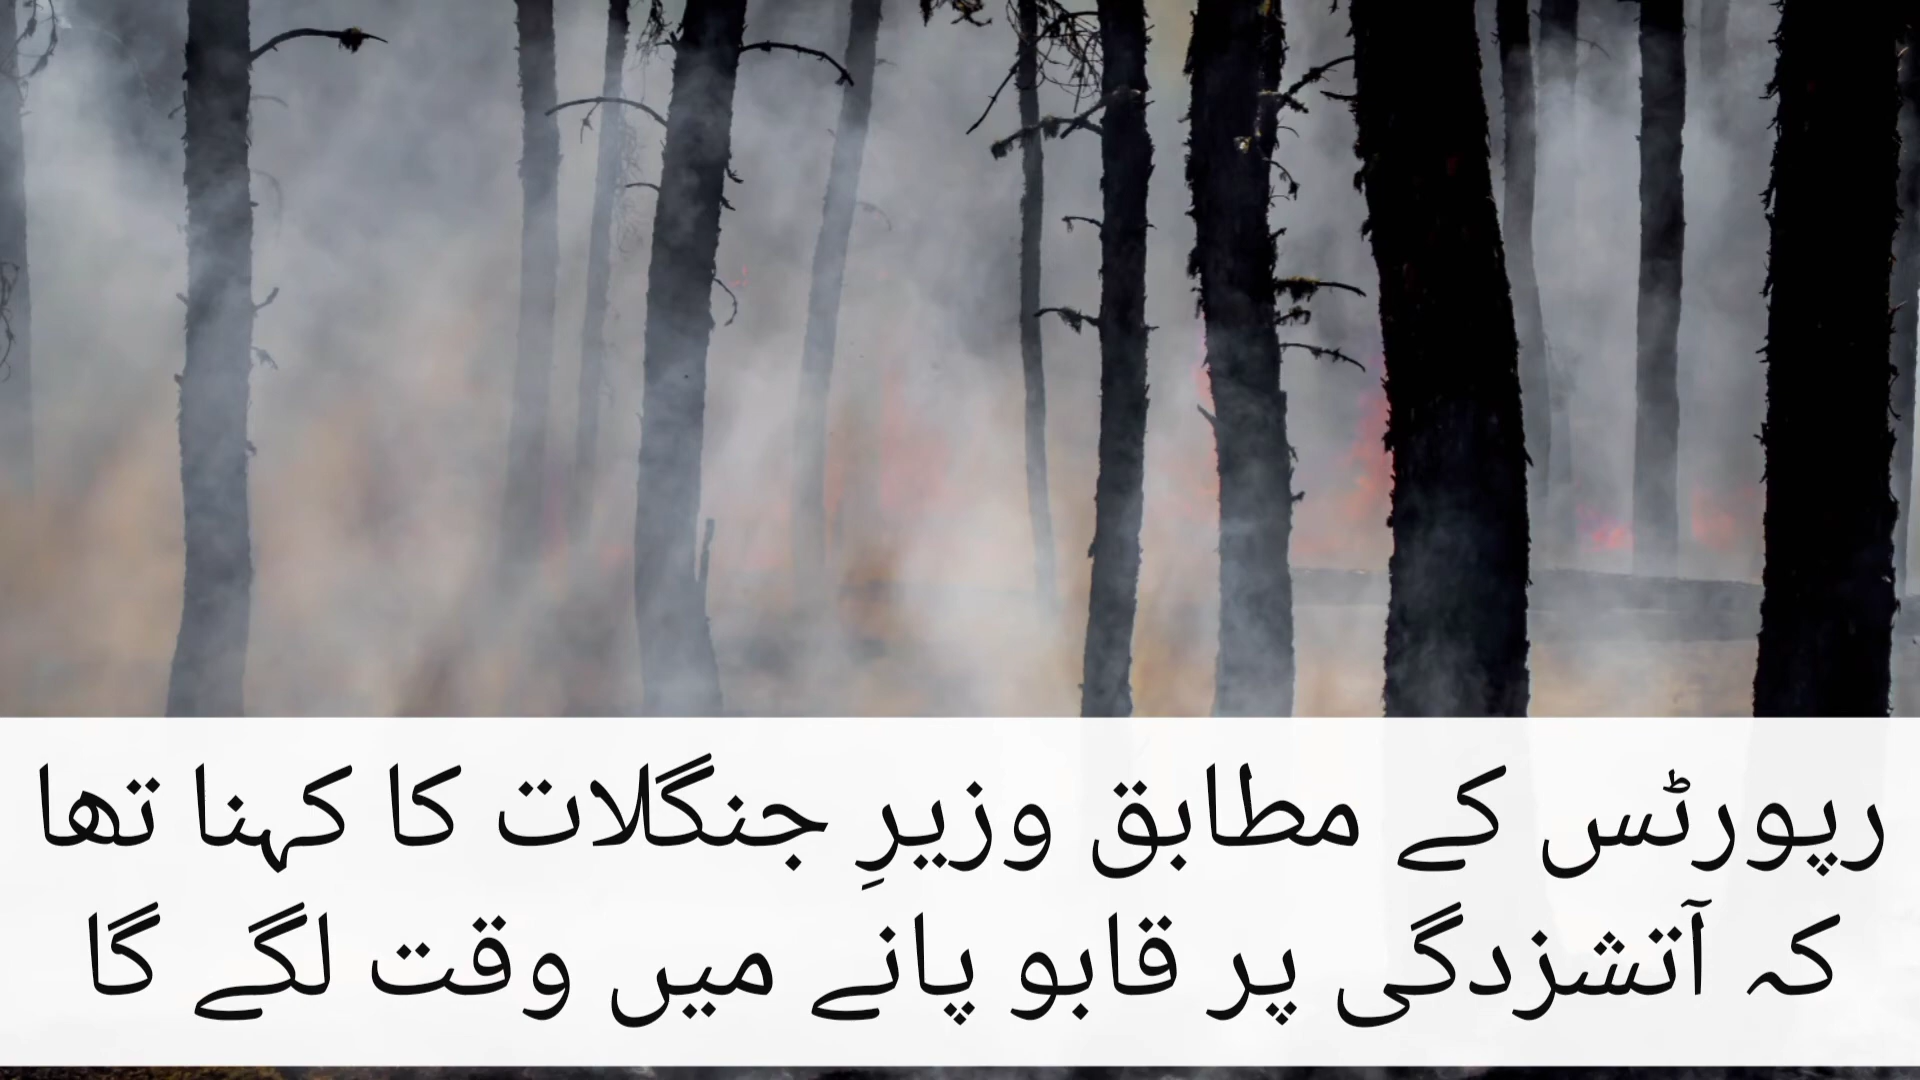 رپورٹس کے مطابق وزیرِ جنگلات کا کہنا تھا
کہ آتشزدگی پر قابو پانے میں وقت لگے گا